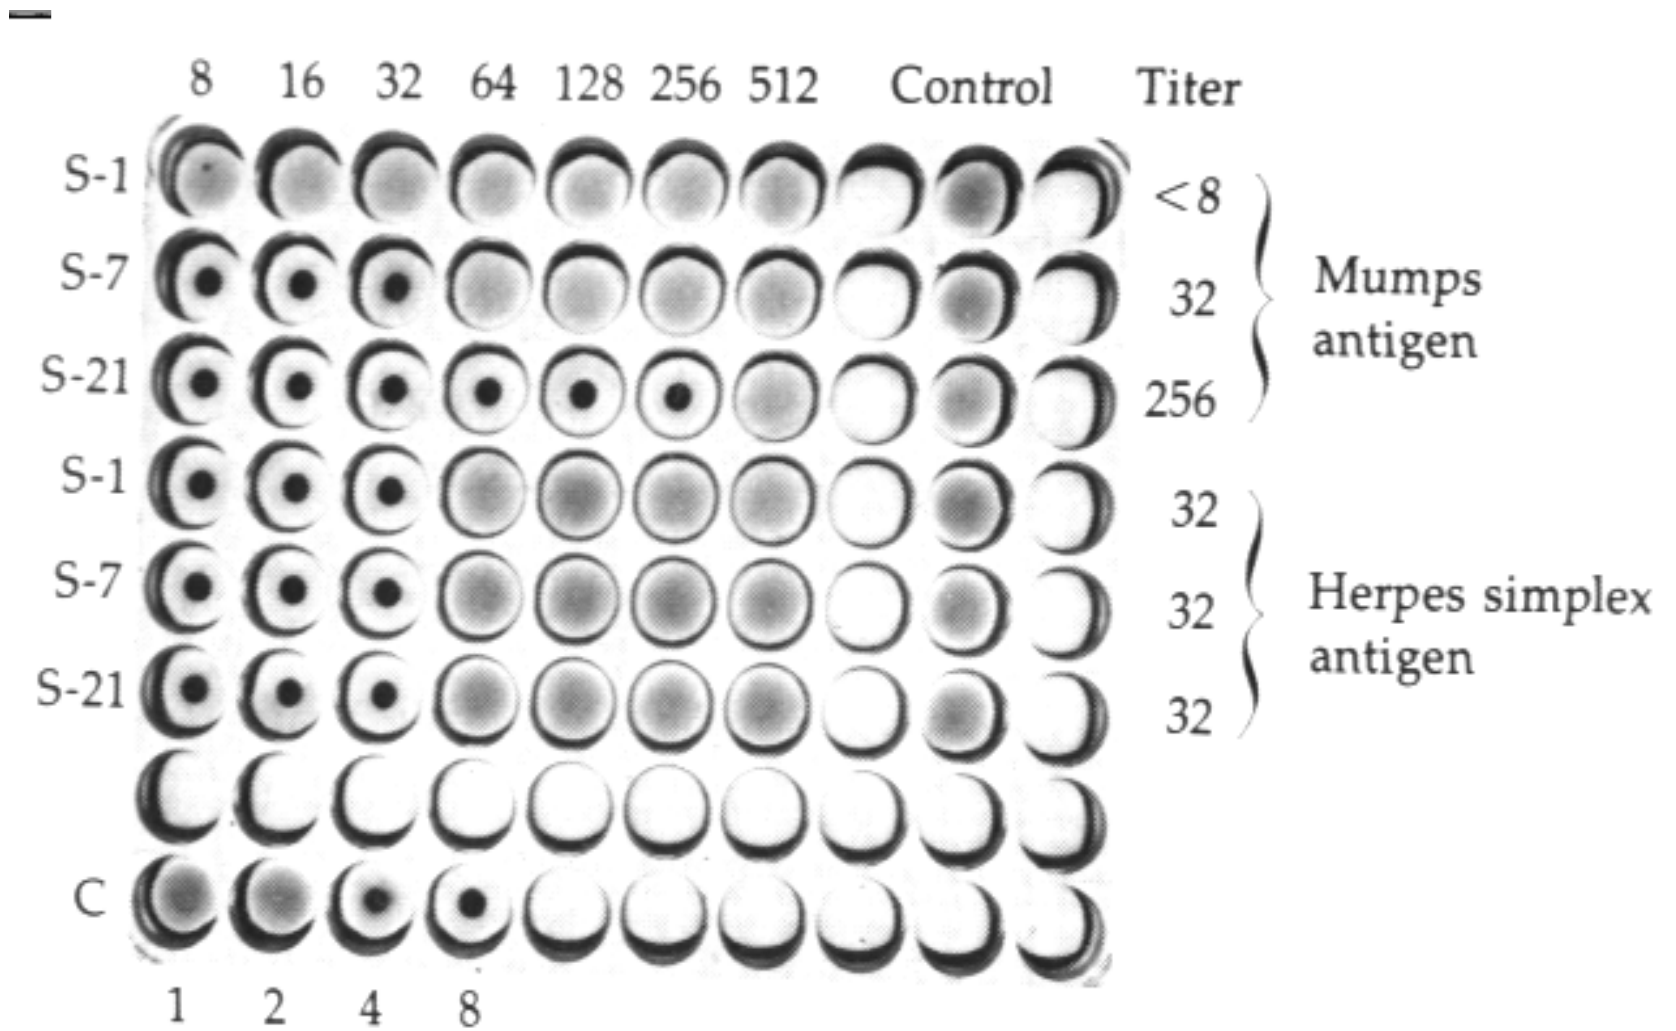 8 16 32 64 128 256 512 Control Titer
S-1 <8
S-7 32
Mumps
antigen
S-21 256
S-1 32
S-7 32
Herpes simplex
antigen
S-21 32
C
1 2 4 8